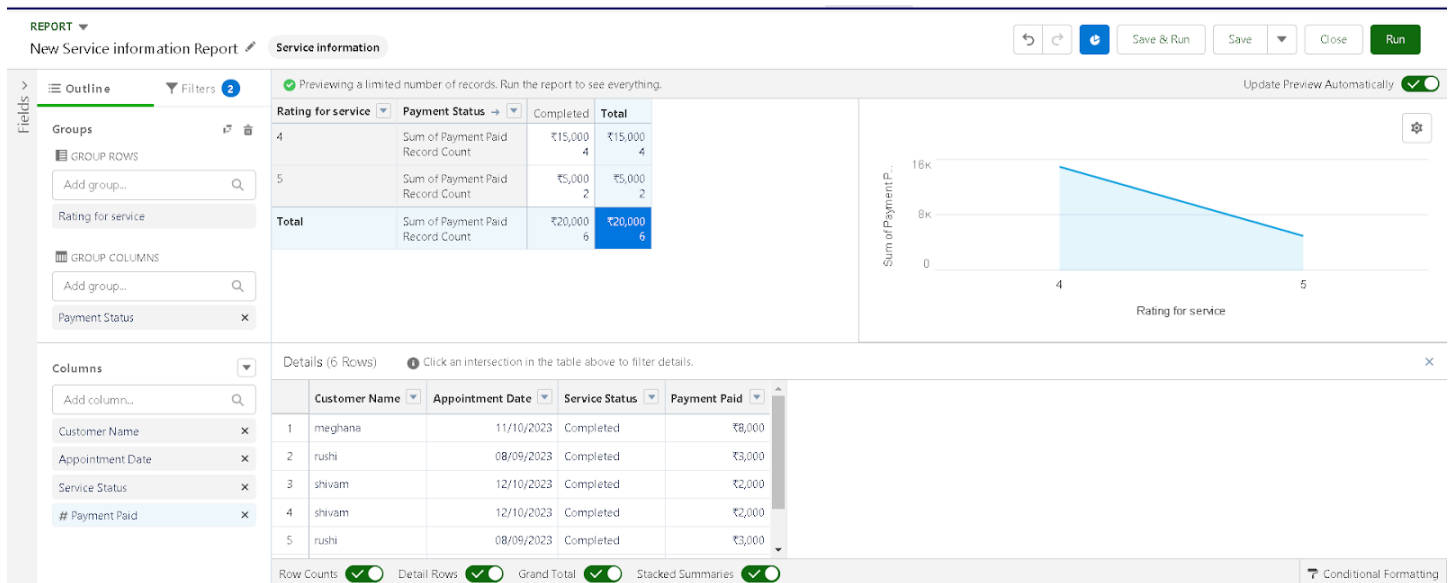 REPORT
New Service information Report
Service information
Save & Run
Save
Close
Run
Fields
Outline
Filters 2
Previewing a limited number of records. Run the report to see everything.
Update Preview Automatically
Groups
GROUP ROWS
Add group...
Rating for service
GROUP COLUMNS
Add group...
Payment Status
Columns
Add column...
Customer Name
Appointment Date
Service Status
# Payment Paid
Rating for service Payment Status → Completed Total
4 Sum of Payment Paid ₹15,000 ₹15,000
Record Count 4 4
5 Sum of Payment Paid ₹5,000 ₹5,000
Record Count 2 2
Total Sum of Payment Paid ₹20,000 ₹20,000
Record Count 6 6
Sum of Payment P...
16K
8K
0
4 5
Rating for service
Details (6 Rows)
Click an intersection in the table above to filter details.
Customer Name Appointment Date Service Status Payment Paid
1 meghana 11/10/2023 Completed ₹8,000
2 rushi 08/09/2023 Completed ₹3,000
3 shivam 12/10/2023 Completed ₹2,000
4 shivam 12/10/2023 Completed ₹2,000
5 rushi 08/09/2023 Completed ₹3,000
Row Counts Detail Rows Grand Total Stacked Summaries
Conditional Formatting